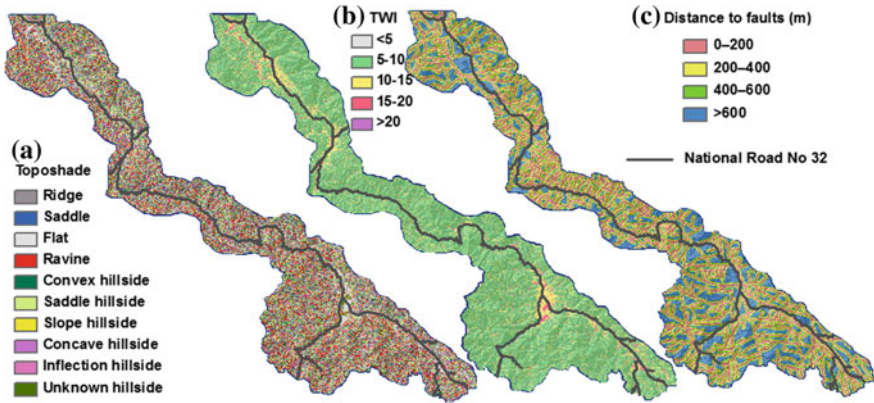 (a)
Toposhade
Ridge
Saddle
Flat
Ravine
Convex hillside
Saddle hillside
Slope hillside
Concave hillside
Inflection hillside
Unknown hillside
(b) TWI
<5
5-10
10-15
15-20
>20
(c) Distance to faults (m)
0–200
200–400
400–600
>600
National Road No 32